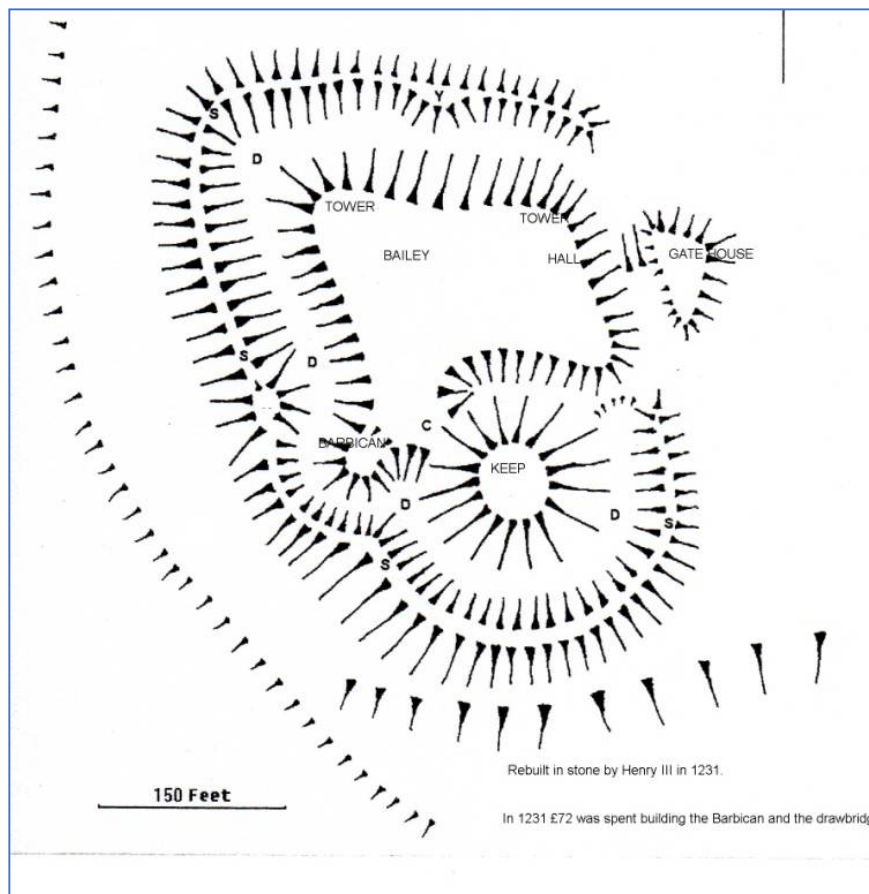 Y
S
D
TOWER
TOWER
BAILEY
HALL
GATE HOUSE
S
D
C
BARBICAN
KEEP
D
D
S
S
Rebuilt in stone by Henry III in 1231.
150 Feet
In 1231 £72 was spent building the Barbican and the drawbridg